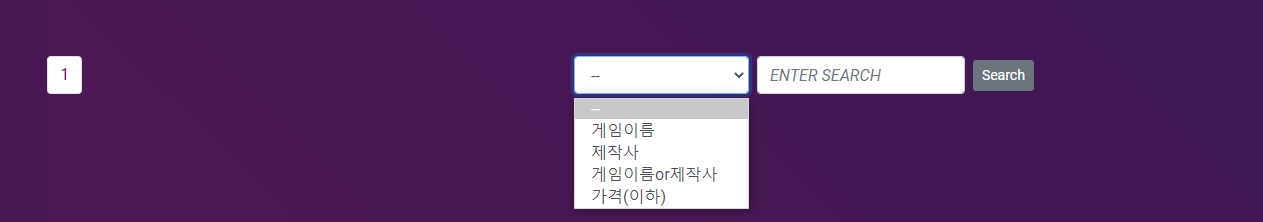 1
--
ENTER SEARCH
Search
--
게임이름
제작사
게임이름or제작사
가격(이하)